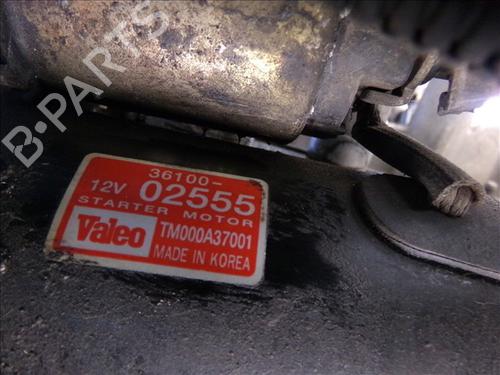 B-PARTS
36100-
12V 02555
STARTER MOTOR
Valeo TM000A37001
MADE IN KOREA